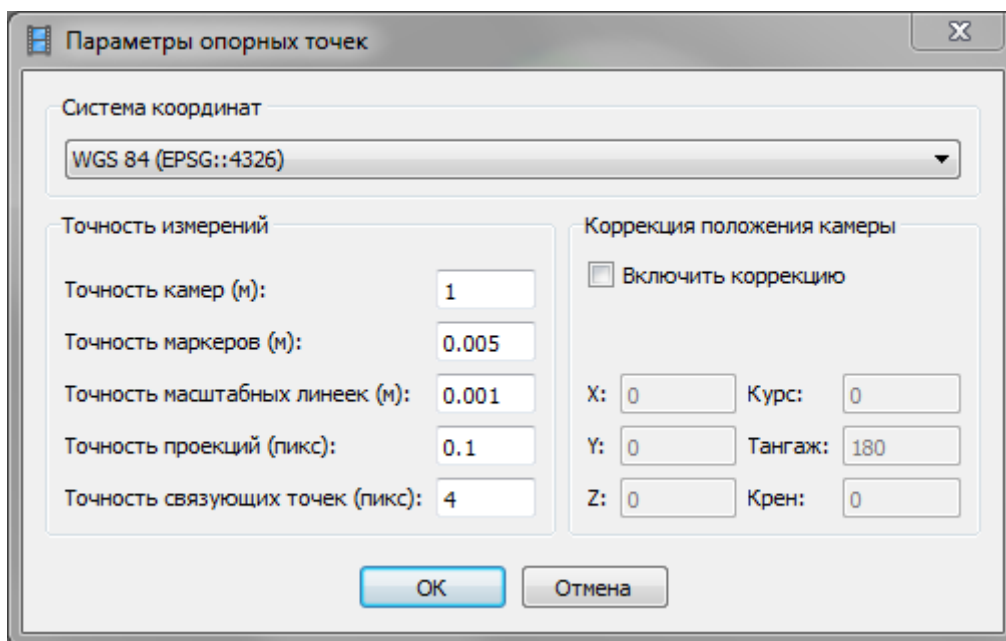 Параметры опорных точек
Система координат
WGS 84 (EPSG::4326)
Точность измерений
Точность камер (м): 1
Точность маркеров (м): 0.005
Точность масштабных линеек (м): 0.001
Точность проекций (пикс): 0.1
Точность связующих точек (пикс): 4
Коррекция положения камеры
Включить коррекцию
X: 0 Курс: 0
Y: 0 Тангаж: 180
Z: 0 Крен: 0
OK Отмена